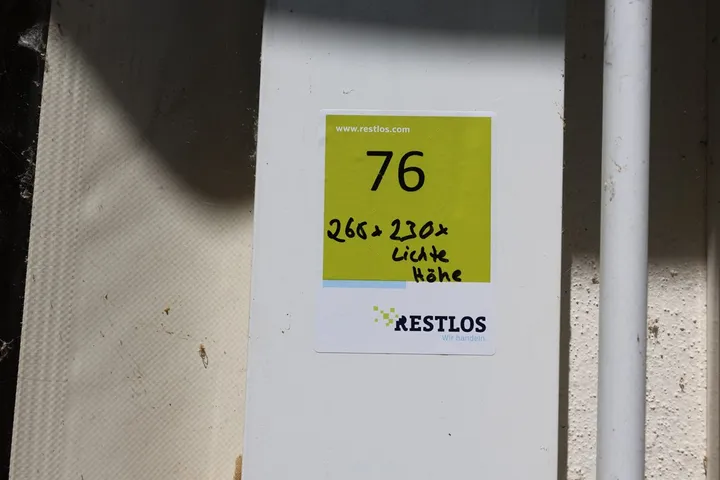 www.restlos.com
76
265 x 230 x
Lichte
Höhe
RESTLOS
wir handeln.